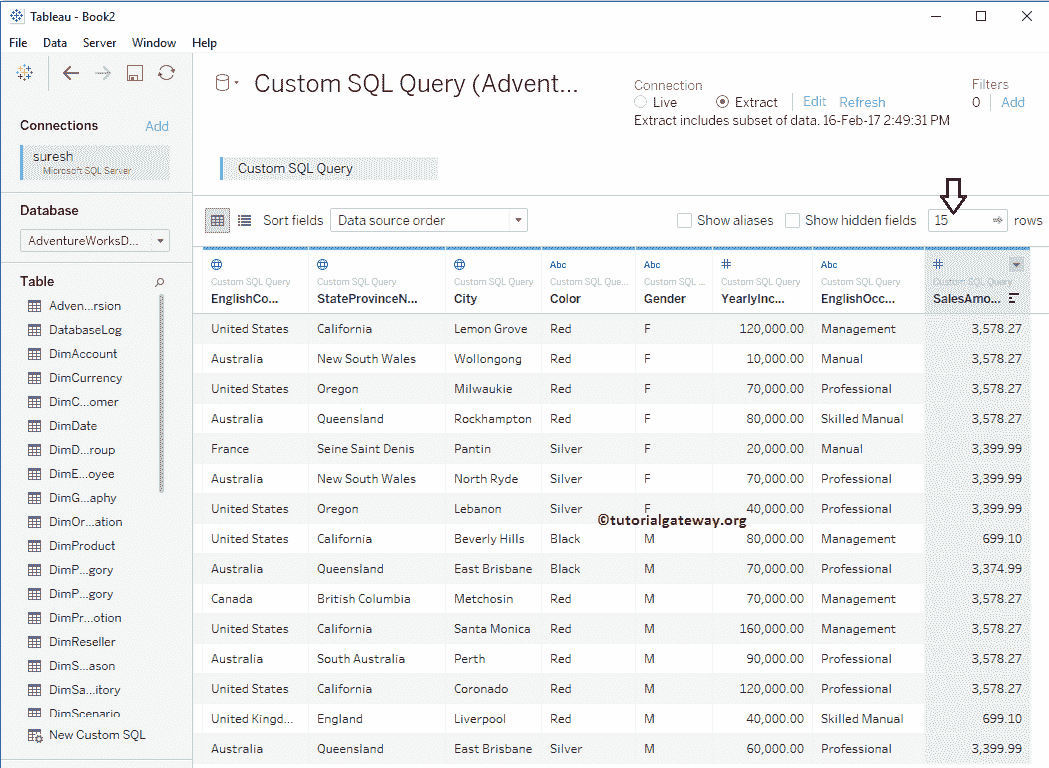 Tableau - Book2
File Data Server Window Help
Connections Add
suresh
Microsoft SQL Server
Database
AdventureWorksD...
Table
Adven...rsion
DatabaseLog
DimAccount
DimCurrency
DimC...omer
DimDate
DimD...roup
DimE...oyee
DimG...aphy
DimOr...ation
DimProduct
DimP...gory
DimP...gory
DimPr...otion
DimReseller
DimS...ason
DimSa...itory
DimScenario
New Custom SQL
Custom SQL Query (Advent...
Connection
Live Extract Edit Refresh
Extract includes subset of data. 16-Feb-17 2:49:31 PM
Filters
0 Add
Custom SQL Query
Sort fields Data source order Show aliases Show hidden fields 15 rows
Abc Abc Abc
Custom SQL Query Custom SQL Query Custom SQL Query Custom SQL Que... Custom SQL ... Custom SQL Query Custom SQL Query Custom SQL Query
EnglishCo... StateProvinceN... City Color Gender YearlyInc... EnglishOcc... SalesAmo...
United States California Lemon Grove Red F 120,000.00 Management 3,578.27
Australia New South Wales Wollongong Red F 10,000.00 Manual 3,578.27
United States Oregon Milwaukie Red F 70,000.00 Professional 3,578.27
Australia Queensland Rockhampton Red F 80,000.00 Skilled Manual 3,578.27
France Seine Saint Denis Pantin Silver F 20,000.00 Manual 3,399.99
Australia New South Wales North Ryde Silver F 70,000.00 Professional 3,399.99
United States Oregon Lebanon Silver F 40,000.00 Professional 3,399.99
©tutorialgateway.org
United States California Beverly Hills Black M 80,000.00 Management 699.10
Australia Queensland East Brisbane Black M 70,000.00 Professional 3,374.99
Canada British Columbia Metchosin Red M 70,000.00 Management 3,578.27
United States California Santa Monica Red M 160,000.00 Management 3,578.27
Australia South Australia Perth Red M 90,000.00 Professional 3,578.27
United States California Coronado Red M 120,000.00 Professional 3,578.27
United Kingd... England Liverpool Red M 40,000.00 Skilled Manual 699.10
Australia Queensland East Brisbane Silver M 60,000.00 Professional 3,399.99